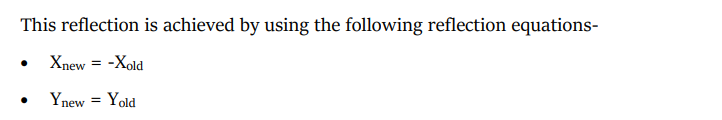 This reflection is achieved by using the following reflection equations-
• Xnew = -Xold
• Ynew = Yold